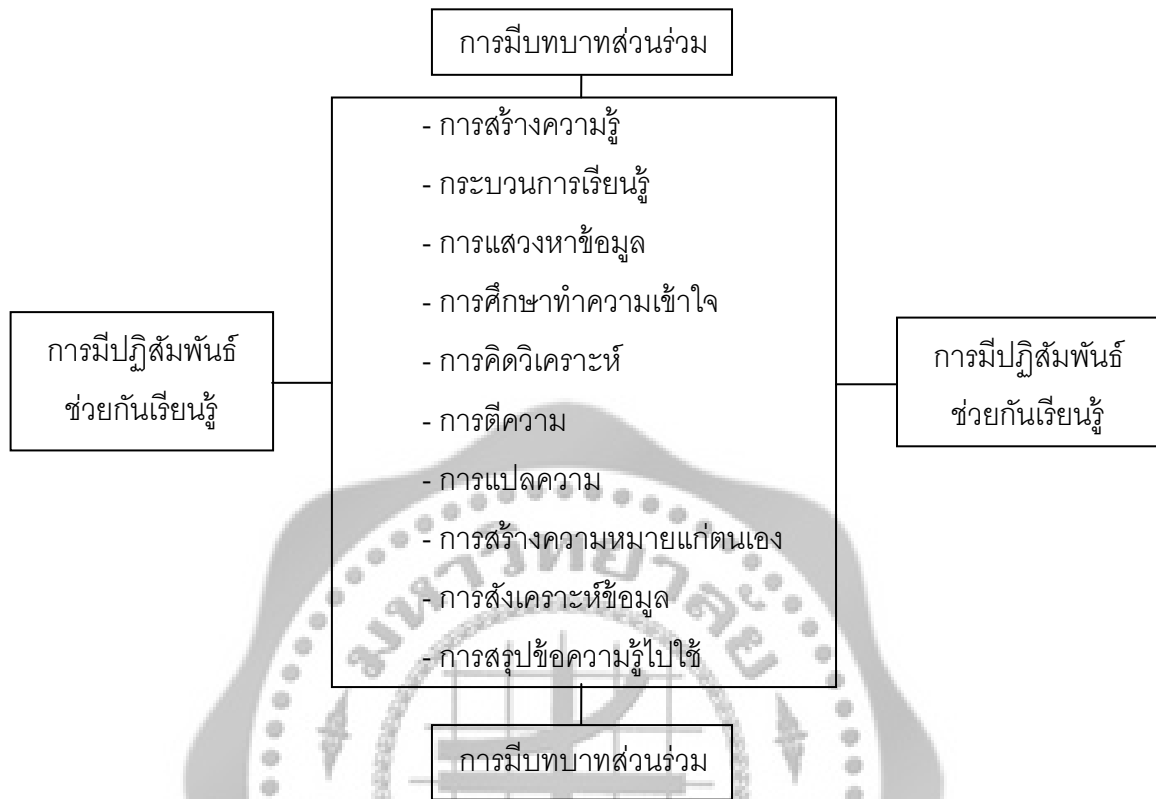 การมีบทบาทส่วนร่วม
- การสร้างความรู้
- กระบวนการเรียนรู้
- การแสวงหาข้อมูล
- การศึกษาทำความเข้าใจ
การมีปฏิสัมพันธ์
ช่วยกันเรียนรู้
- การคิดวิเคราะห์
การมีปฏิสัมพันธ์
ช่วยกันเรียนรู้
- การตีความ
- การแปลความ
- การสร้างความหมายแก่ตนเอง
- การสังเคราะห์ข้อมูล
- การสรุปข้อความรู้ไปใช้
การมีบทบาทส่วนร่วม
มหาวิทยาลัย